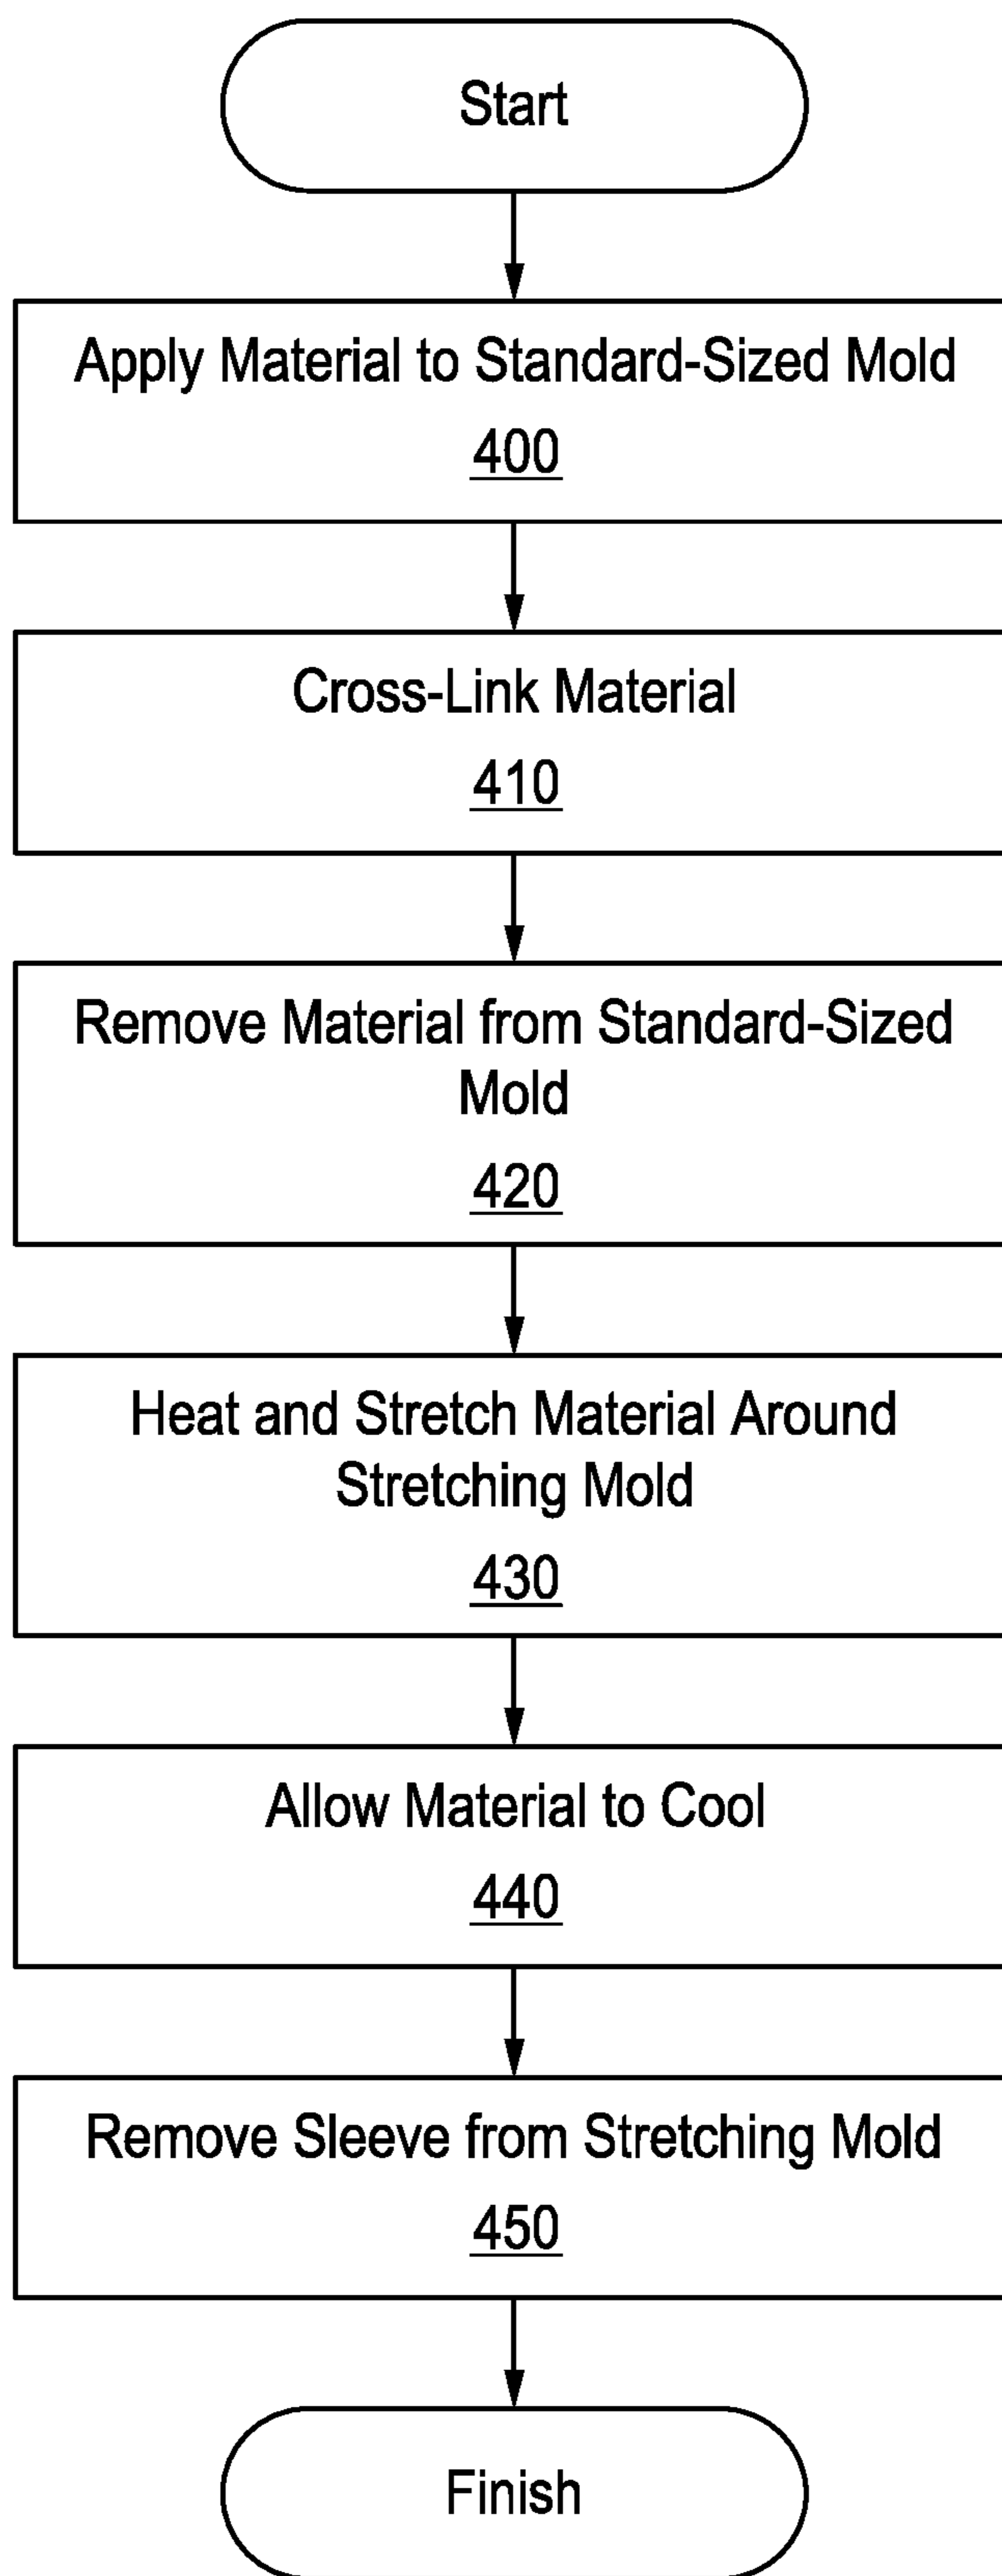 Start
Apply Material to Standard-Sized Mold
400
Cross-Link Material
410
Remove Material from Standard-Sized
Mold
420
Heat and Stretch Material Around
Stretching Mold
430
Allow Material to Cool
440
Remove Sleeve from Stretching Mold
450
Finish